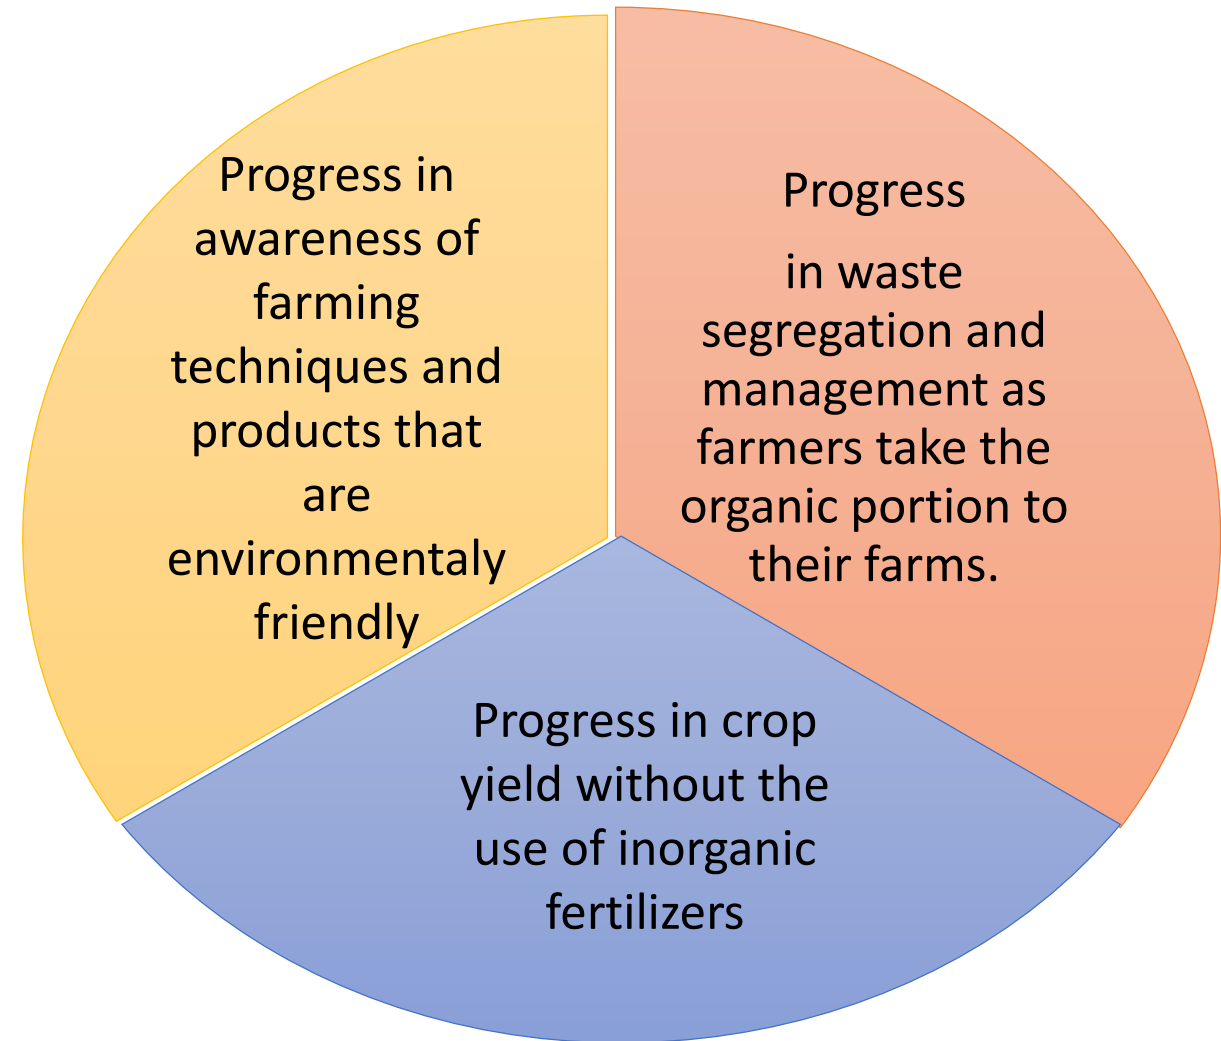 Progress in
awareness of
farming
techniques and
products that
are
environmentaly
friendly
Progress
in waste
segregation and
management as
farmers take the
organic portion to
their farms.
Progress in crop
yield without the
use of inorganic
fertilizers